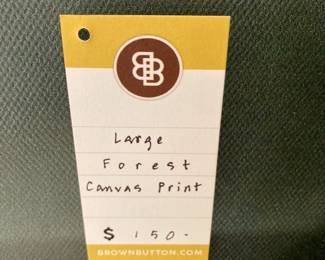 BB
Large
Forest
Canvas Print
$ 150-
BROWNBUTTON.COM